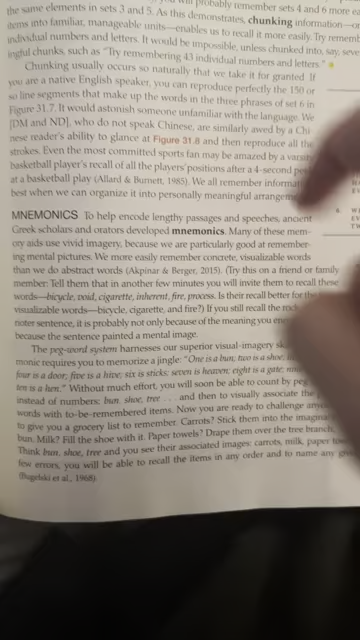 will probably remember sets 4 and 6 more
the same elements in sets 3 and 5. As this demonstrates, chunking information—
items into familiar, manageable units—enables us to recall it more easily. Try
individual numbers and letters. It would be impossible, unless chunked into, say, seven
ingful chunks, such as "Try remembering 43 individual numbers and letters."
Chunking usually occurs so naturally that we take it for granted. If
you are a native English speaker, you can reproduce perfectly the 150 or
so line segments that make up the words in the three phrases of set 6 in
Figure 31.7. It would astonish someone unfamiliar with the language. We
[DM and ND], who do not speak Chinese, are similarly awed by a Chi-
nese reader's ability to glance at Figure 31.8 and then reproduce all the
strokes. Even the most committed sports fan may be amazed by a varsity
basketball player's recall of all the players' positions after a 4-second
at a basketball play (Allard & Burnett, 1985). We all remember
best when we can organize it into personally meaningful
MNEMONICS To help encode lengthy passages and speeches, ancient
Greek scholars and orators developed mnemonics. Many of these mem-
ory aids use vivid imagery, because we are particularly good at remember-
ing mental pictures. We more easily remember concrete, visualizable words
than we do abstract words (Akpinar & Berger, 2015). (Try this on a friend or family
member: Tell them that in another few minutes you will invite them to recall these
words—bicycle, void, cigarette, inherent, fire, process. Is their recall better for the
visualizable words—bicycle, cigarette, and fire?) If you still recall the
noter sentence, it is probably not only because of the meaning you
because the sentence painted a mental image.
The peg-word system harnesses our superior visual-imagery
monic requires you to memorize a jingle: "One is a bun; two is a shoe;
four is a door; five is a hive; six is sticks; seven is heaven; eight is a gate;
ten is a hen." Without much effort, you will soon be able to count by
instead of numbers: bun, shoe, tree . . . and then to visually associate the
words with to-be-remembered items. Now you are ready to challenge
to give you a grocery list to remember. Carrots? Stick them into the
bun. Milk? Fill the shoe with it. Paper towels? Drape them over the tree branch.
Think bun, shoe, tree and you see their associated images: carrots, milk, paper
few errors, you will be able to recall the items in any order and to name any
(Bugelski et al., 1968).